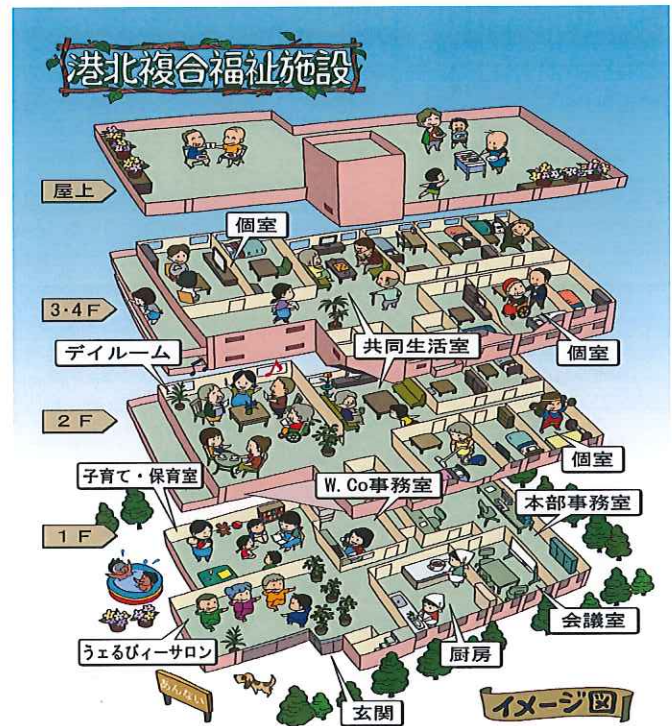 港北複合福祉施設
屋上
個室
3・4F
共同生活室
個室
デイルーム
2F
個室
子育て・保育室
W.Co事務室
本部事務室
1F
うェるびィーサロン
厨房
会議室
あんない
玄関
イメージ図